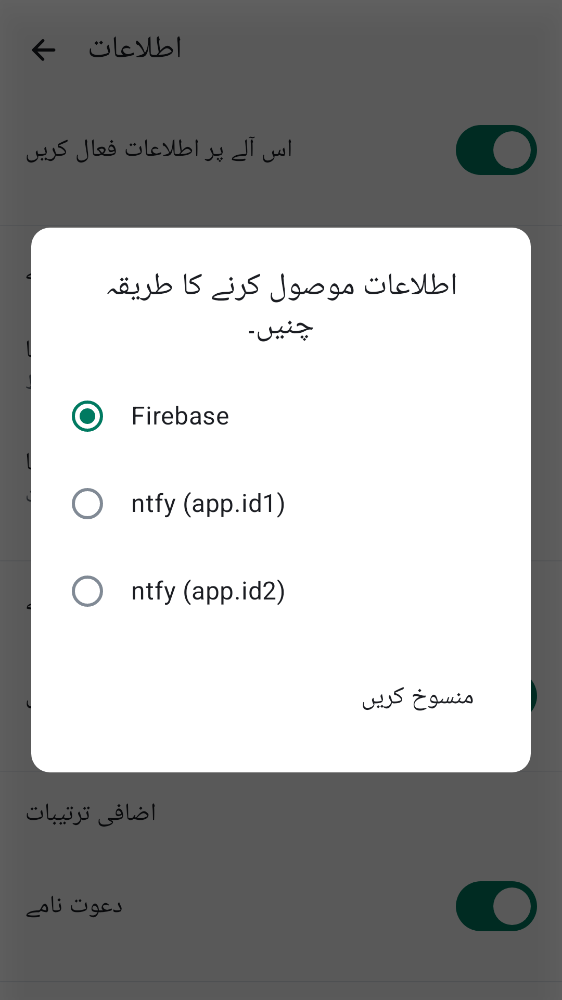 اطلاعات
اس آلے پر اطلاعات فعال کریں
اطلاعات موصول کرنے کا طریقہ
چنیں۔
Firebase
ntfy (app.id1)
ntfy (app.id2)
منسوخ کریں
اضافی ترتیبات
دعوت نامے